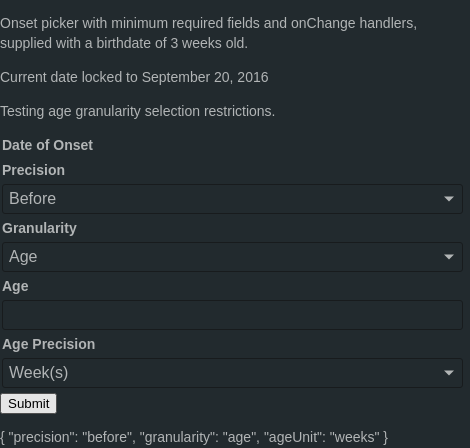 Onset picker with minimum required fields and onChange handlers,
supplied with a birthdate of 3 weeks old.
Current date locked to September 20, 2016
Testing age granularity selection restrictions.
Date of Onset
Precision
Before
Granularity
Age
Age
Age Precision
Week(s)
Submit
{ "precision": "before", "granularity": "age", "ageUnit": "weeks" }